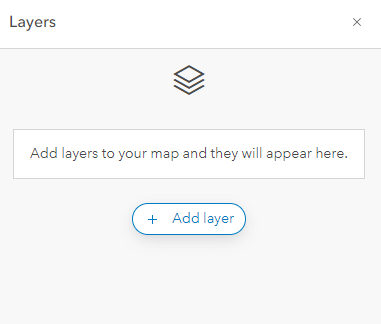 Layers
Add layers to your map and they will appear here.
Add layer